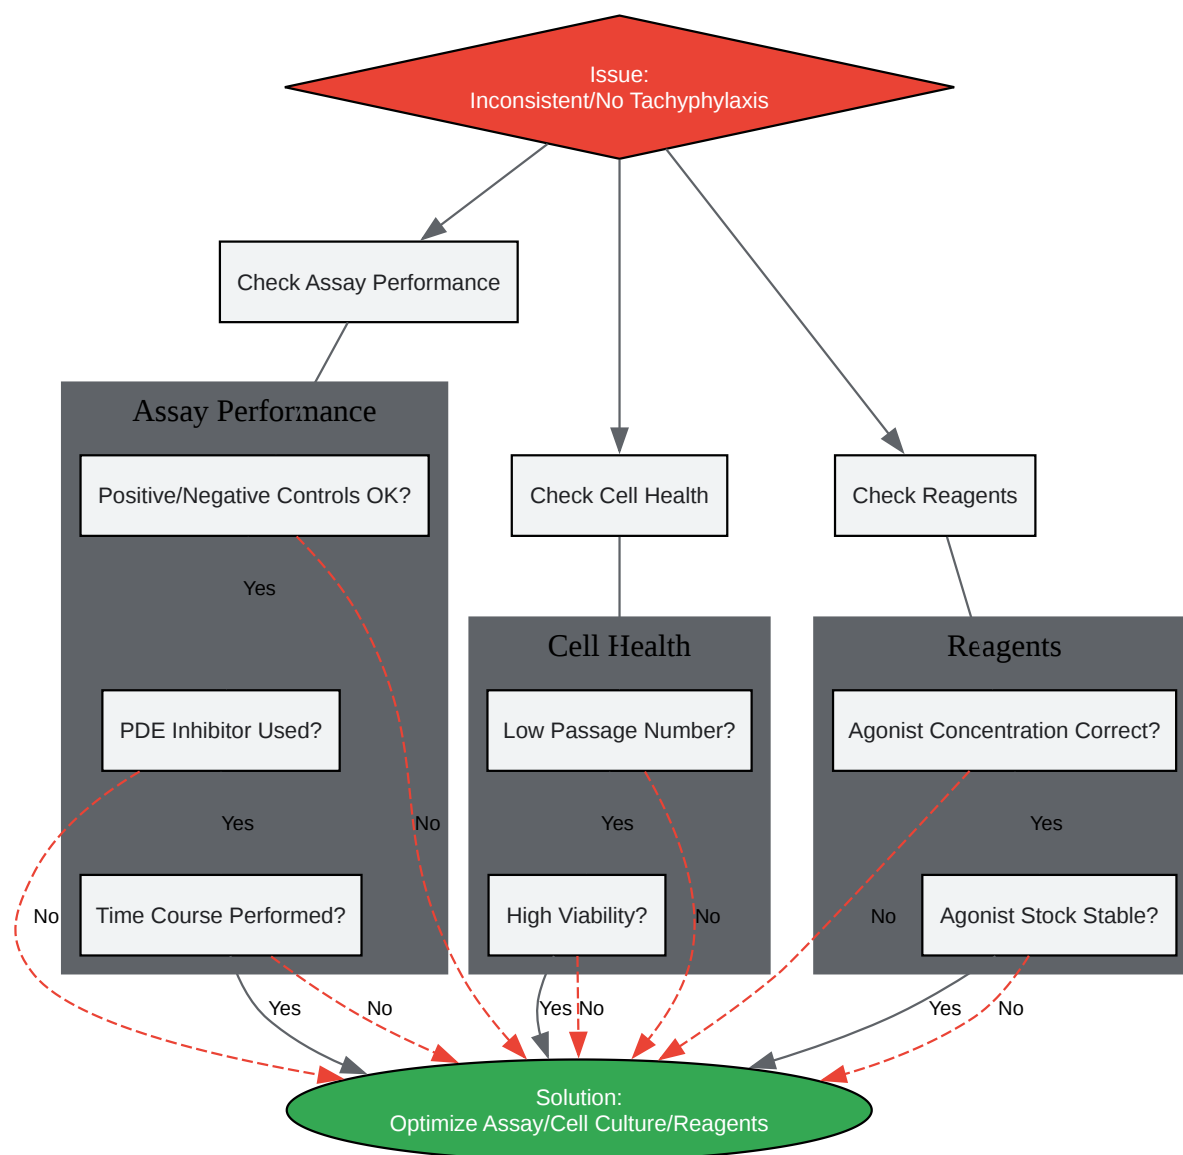 Issue:
Inconsistent/No Tachyphylaxis
Check Assay Performance
Assay Performance
Positive/Negative Controls OK?
Check Cell Health
Check Reagents
Yes
Cell Health
Reagents
PDE Inhibitor Used?
Low Passage Number?
Agonist Concentration Correct?
Yes
No
Yes
Yes
Time Course Performed?
High Viability?
Agonist Stock Stable?
No
No
No
Yes
No
Yes
No
Yes
No
Solution:
Optimize Assay/Cell Culture/Reagents